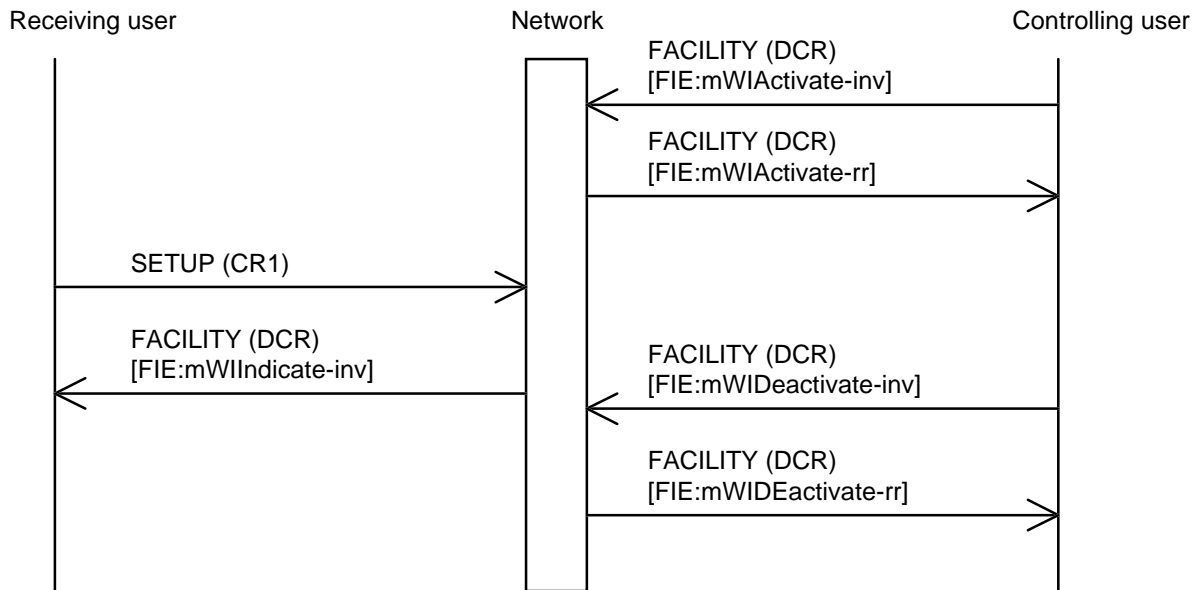 Receiving user
Network
Controlling user
FACILITY (DCR)
[FIE:mWIActivate-inv]
FACILITY (DCR)
[FIE:mWIActivate-rr]
SETUP (CR1)
FACILITY (DCR)
[FIE:mWIIndicate-inv]
FACILITY (DCR)
[FIE:mWIDeactivate-inv]
FACILITY (DCR)
[FIE:mWIDEactivate-rr]